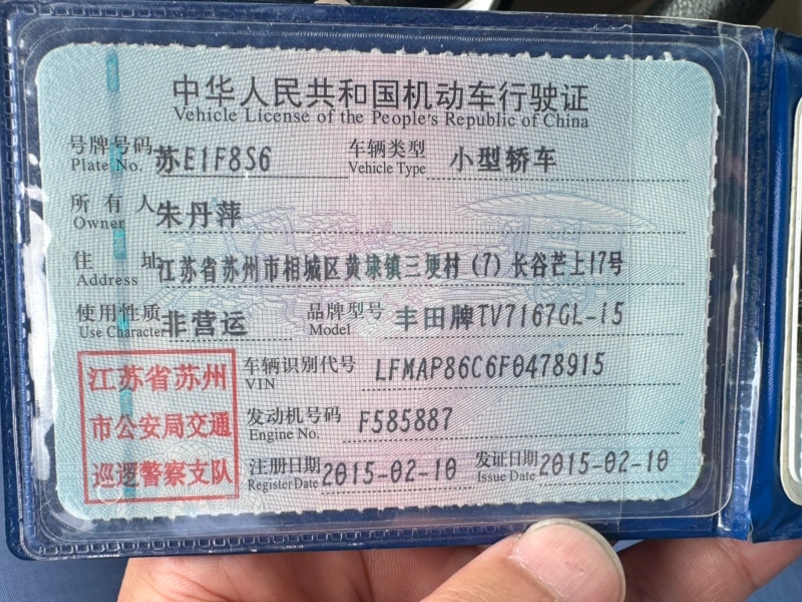 中华人民共和国机动车行驶证
Vehicle License of the People's Republic of China
号牌号码 苏E1F8S6 车辆类型 小型轿车
Plate No. Vehicle Type
所有人 朱丹萍
Owner
住址 江苏省苏州市相城区黄埭镇三埂村(7)长谷芒上17号
Address
使用性质 非营运 品牌型号 丰田牌TV7167GL-i5
Use Character Model
江苏省苏州
市公安局交通
巡逻警察支队
车辆识别代号 LFMAP86C6F0478915
VIN
发动机号码 F585887
Engine No.
注册日期 2015-02-10 发证日期 2015-02-10
Register Date Issue Date